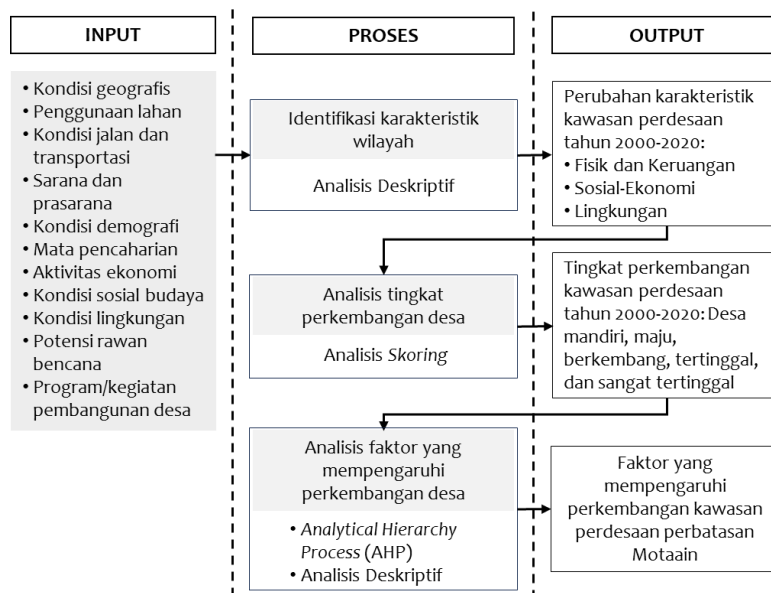 INPUT
PROSES
OUTPUT
• Kondisi geografis
• Penggunaan lahan
• Kondisi jalan dan
transportasi
• Sarana dan
prasarana
• Kondisi demografi
• Mata pencaharian
• Aktivitas ekonomi
• Kondisi sosial budaya
• Kondisi lingkungan
• Potensi rawan
bencana
• Program/kegiatan
pembangunan desa
Identifikasi karakteristik
wilayah
Analisis Deskriptif
Perubahan karakteristik
kawasan perdesaan
tahun 2000-2020:
• Fisik dan Keruangan
• Sosial-Ekonomi
• Lingkungan
Analisis tingkat
perkembangan desa
Analisis Skoring
Tingkat perkembangan
kawasan perdesaan
tahun 2000-2020: Desa
mandiri, maju,
berkembang, tertinggal,
dan sangat tertinggal
Analisis faktor yang
mempengaruhi
perkembangan desa
• Analytical Hierarchy
Process (AHP)
• Analisis Deskriptif
Faktor yang
mempengaruhi
perkembangan kawasan
perdesaan perbatasan
Motaain